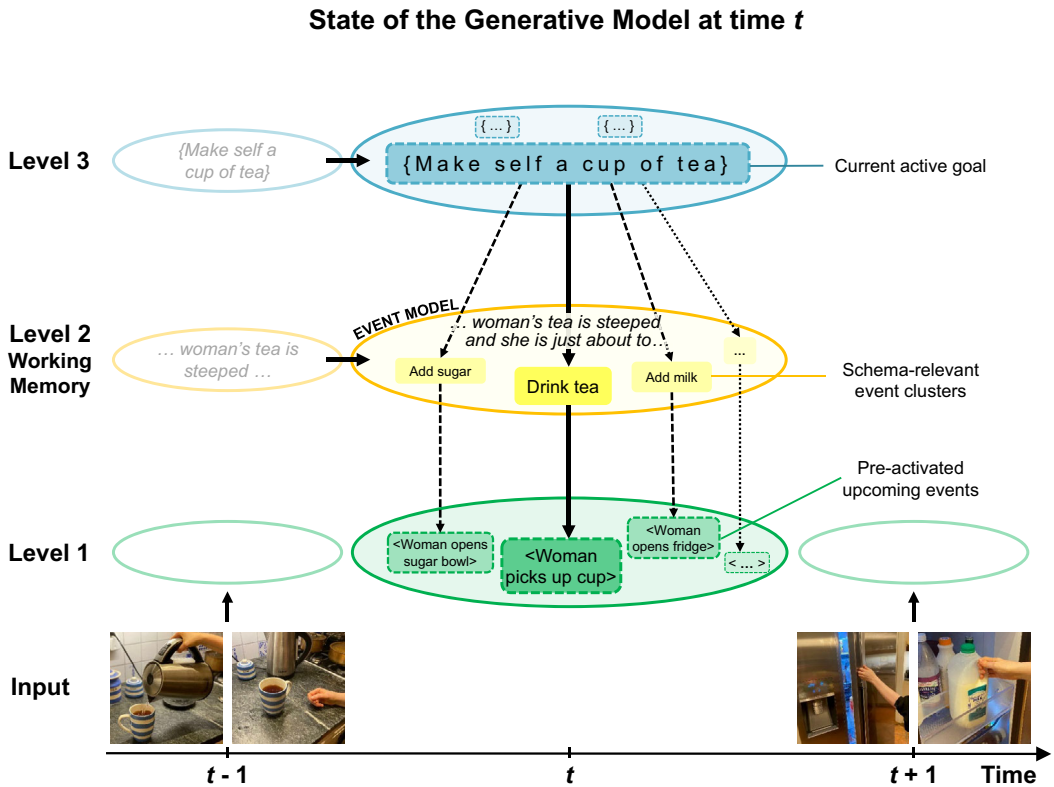 State of the Generative Model at time t
Level 3
{Make self a
cup of tea}
{ ... }
{ ... }
{Make self a cup of tea}
Current active goal
Level 2
Working
Memory
... woman's tea is
steeped ...
EVENT MODEL
... woman's tea is steeped
and she is just about to...
Add sugar
Drink tea
Add milk
...
Schema-relevant
event clusters
Pre-activated
upcoming events
Level 1
<Woman opens
sugar bowl>
<Woman
picks up cup>
<Woman
opens fridge>
< ... >
Input
t - 1
t
t + 1
Time